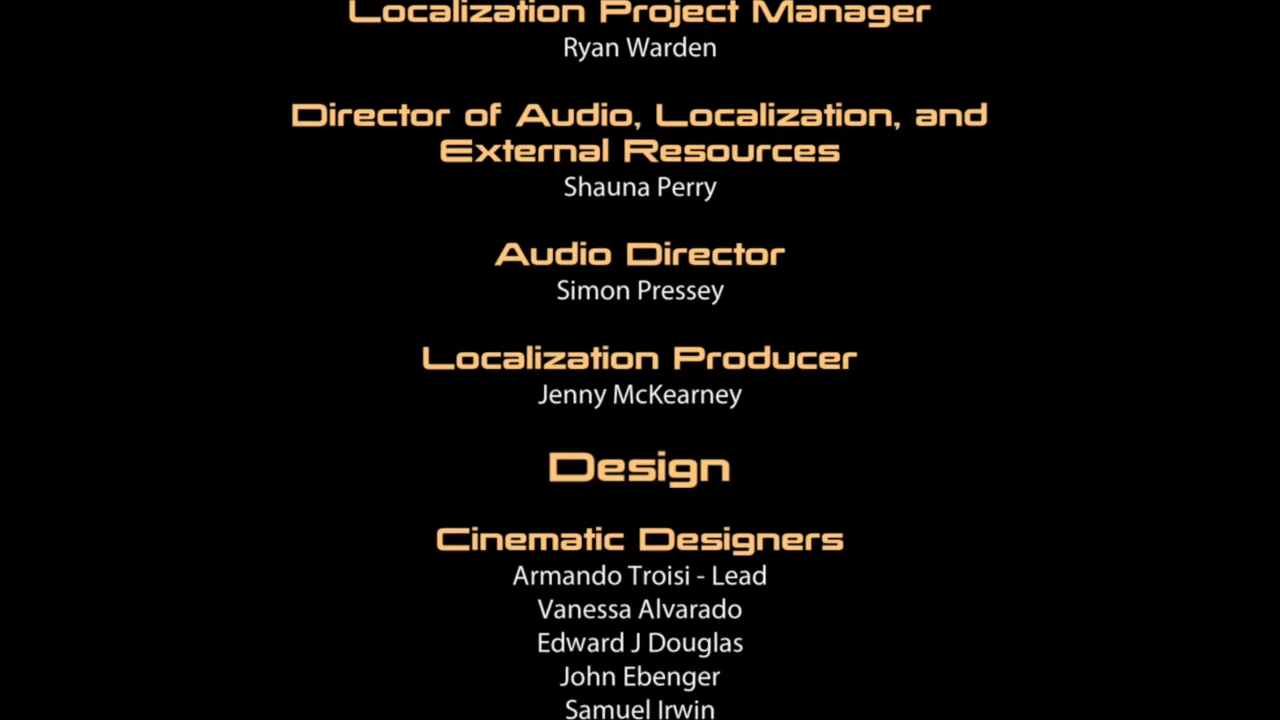 Localization Project Manager
Ryan Warden
Director of Audio, Localization, and
External Resources
Shauna Perry
Audio Director
Simon Pressey
Localization Producer
Jenny McKearney
Design
Cinematic Designers
Armando Troisi - Lead
Vanessa Alvarado
Edward J Douglas
John Ebenger
Samuel Irwin